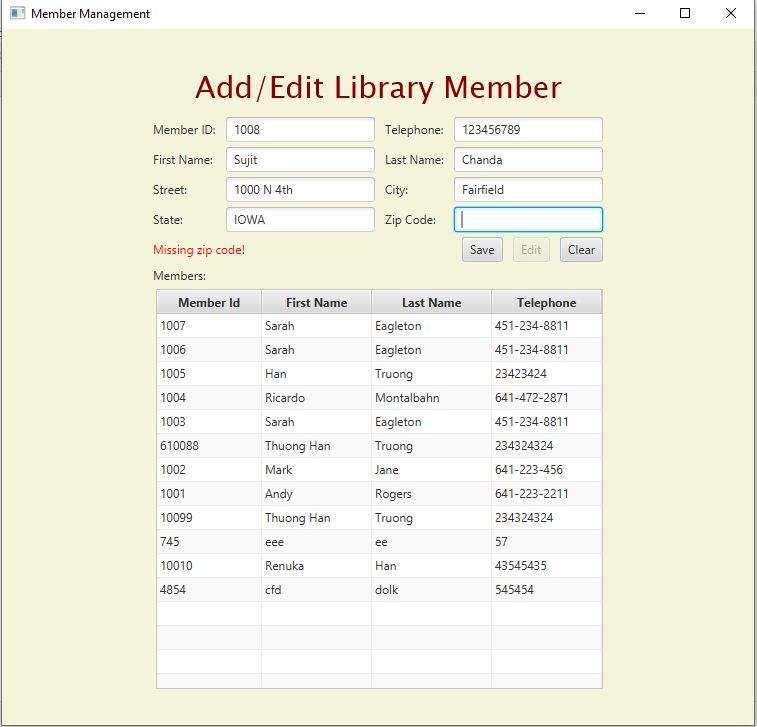 Member Management
Add/Edit Library Member
Member ID: 1008 Telephone: 123456789
First Name: Sujit Last Name: Chanda
Street: 1000 N 4th City: Fairfield
State: IOWA Zip Code:
Missing zip code! Save Edit Clear
Members:
Member Id First Name Last Name Telephone
1007 Sarah Eagleton 451-234-8811
1006 Sarah Eagleton 451-234-8811
1005 Han Truong 23423424
1004 Ricardo Montalbahn 641-472-2871
1003 Sarah Eagleton 451-234-8811
610088 Thuong Han Truong 234324324
1002 Mark Jane 641-223-456
1001 Andy Rogers 641-223-2211
10099 Thuong Han Truong 234324324
745 eee ee 57
10010 Renuka Han 43545435
4854 cfd dolk 545454